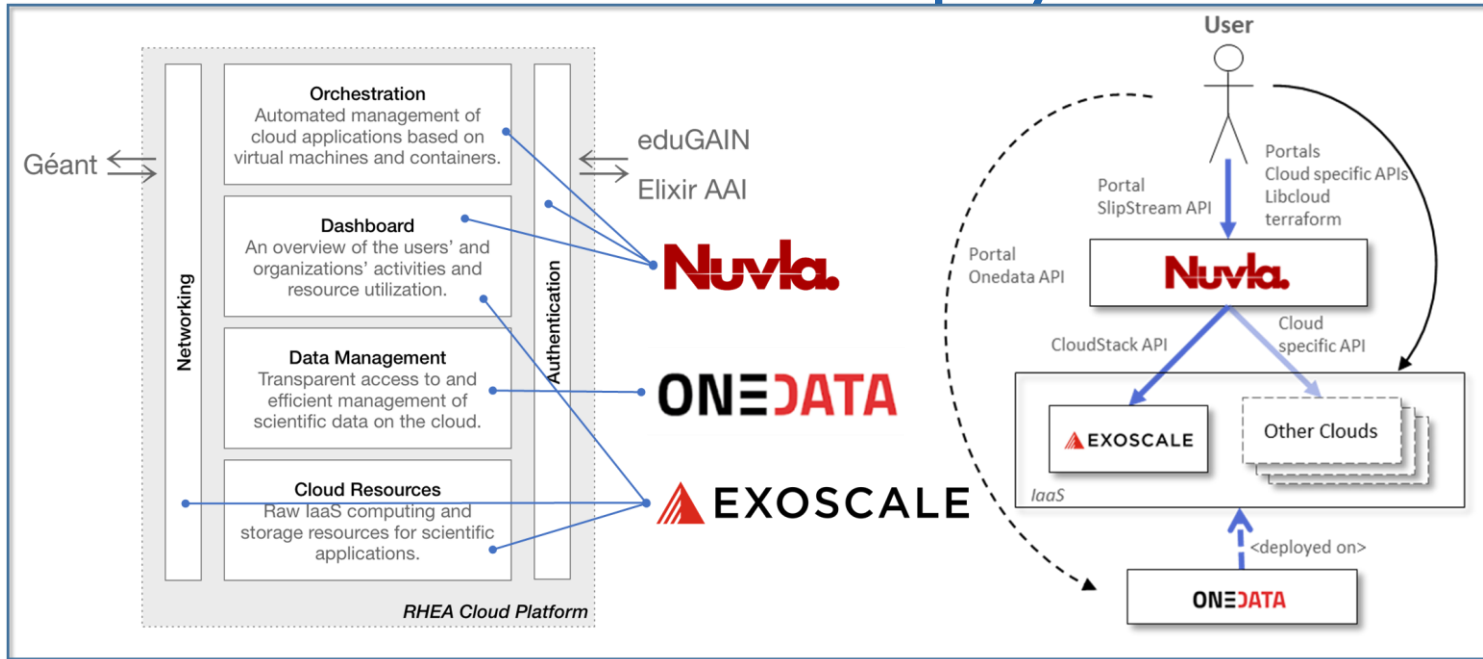 Géant
Networking
Orchestration
Automated management of
cloud applications based on
virtual machines and containers.
Dashboard
An overview of the users' and
organizations' activities and
resource utilization.
Data Management
Transparent access to and
efficient management of
scientific data on the cloud.
Cloud Resources
Raw IaaS computing and
storage resources for scientific
applications.
Authentication
RHEA Cloud Platform
eduGAIN
Elixir AAI
Nuvla.
ONEDATA
EXOSCALE
User
Portal
SlipStream API
Portals
Cloud specific APIs
Libcloud
terraform
Portal
Onedata API
Nuvla.
CloudStack API
Cloud
specific API
EXOSCALE
Other Clouds
IaaS
<deployed on>
ONEDATA